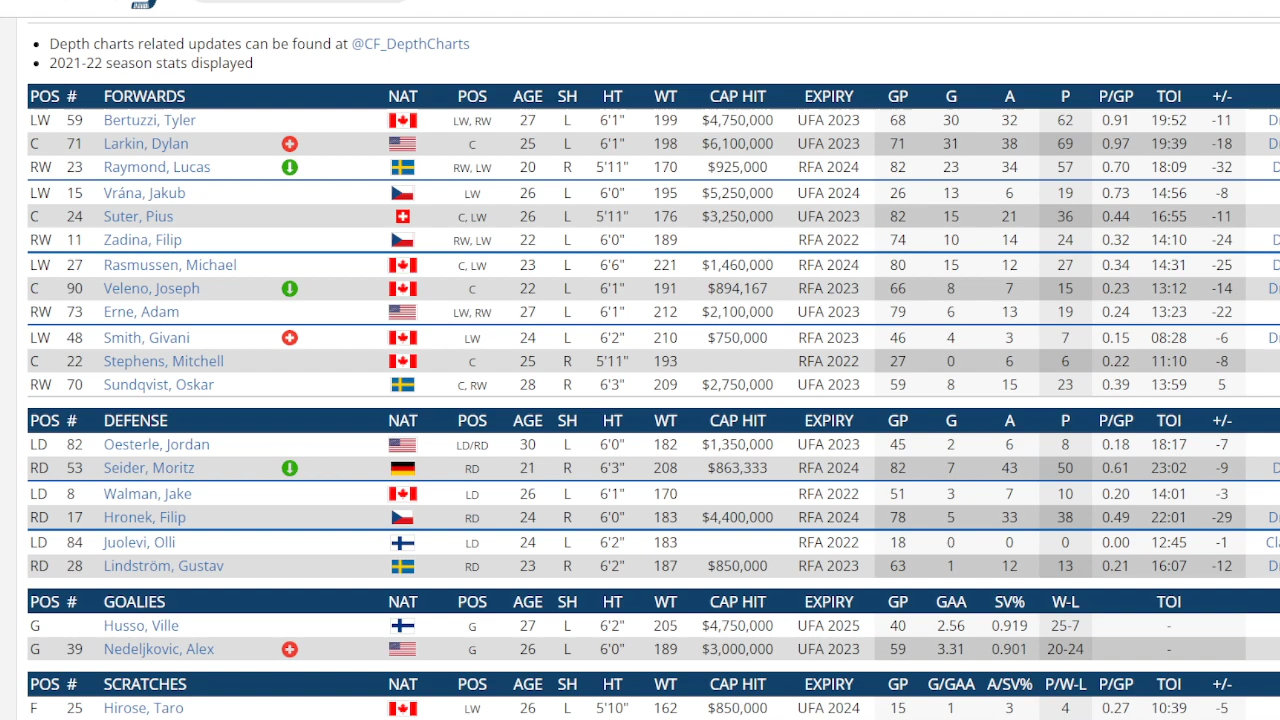 Depth charts related updates can be found at @CF_DepthCharts
2021-22 season stats displayed
POS # FORWARDS NAT POS AGE SH HT WT CAP HIT EXPIRY GP G A P P/GP TOI +/-
LW 59 Bertuzzi, Tyler LW, RW 27 L 6'1" 199 $4,750,000 UFA 2023 68 30 32 62 0.91 19:52 -11
C 71 Larkin, Dylan C 25 L 6'1" 198 $6,100,000 UFA 2023 71 31 38 69 0.97 19:39 -18
RW 23 Raymond, Lucas RW, LW 20 R 5'11" 170 $925,000 RFA 2024 82 23 34 57 0.70 18:09 -32
LW 15 Vrána, Jakub LW 26 L 6'0" 195 $5,250,000 UFA 2024 26 13 6 19 0.73 14:56 -8
C 24 Suter, Pius C, LW 26 L 5'11" 176 $3,250,000 UFA 2023 82 15 21 36 0.44 16:55 -11
RW 11 Zadina, Filip RW, LW 22 L 6'0" 189 RFA 2022 74 10 14 24 0.32 14:10 -24
LW 27 Rasmussen, Michael C, LW 23 L 6'6" 221 $1,460,000 RFA 2024 80 15 12 27 0.34 14:31 -25
C 90 Veleno, Joseph C 22 L 6'1" 191 $894,167 RFA 2023 66 8 7 15 0.23 13:12 -14
RW 73 Erne, Adam LW, RW 27 L 6'1" 212 $2,100,000 UFA 2023 79 6 13 19 0.24 13:23 -22
LW 48 Smith, Givani LW 24 L 6'2" 210 $750,000 RFA 2023 46 4 3 7 0.15 08:28 -6
C 22 Stephens, Mitchell C 25 R 5'11" 193 RFA 2022 27 0 6 6 0.22 11:10 -8
RW 70 Sundqvist, Oskar C, RW 28 R 6'3" 209 $2,750,000 UFA 2023 59 8 15 23 0.39 13:59 5
POS # DEFENSE NAT POS AGE SH HT WT CAP HIT EXPIRY GP G A P P/GP TOI +/-
LD 82 Oesterle, Jordan LD/RD 30 L 6'0" 182 $1,350,000 UFA 2023 45 2 6 8 0.18 18:17 -7
RD 53 Seider, Moritz RD 21 R 6'3" 208 $863,333 RFA 2024 82 7 43 50 0.61 23:02 -9
LD 8 Walman, Jake LD 26 L 6'1" 170 RFA 2022 51 3 7 10 0.20 14:01 -3
RD 17 Hronek, Filip RD 24 R 6'0" 183 $4,400,000 RFA 2024 78 5 33 38 0.49 22:01 -29
LD 84 Juolevi, Olli LD 24 L 6'2" 183 RFA 2022 18 0 0 0 0.00 12:45 -1
RD 28 Lindström, Gustav RD 23 R 6'2" 187 $850,000 RFA 2023 63 1 12 13 0.21 16:07 -12
POS # GOALIES NAT POS AGE SH HT WT CAP HIT EXPIRY GP GAA SV% W-L TOI
G Husso, Ville G 27 L 6'2" 205 $4,750,000 UFA 2025 40 2.56 0.919 25-7 -
G 39 Nedeljkovic, Alex G 26 L 6'0" 189 $3,000,000 UFA 2023 59 3.31 0.901 20-24 -
POS # SCRATCHES NAT POS AGE SH HT WT CAP HIT EXPIRY GP G/GAA A/SV% P/W-L P/GP TOI +/-
F 25 Hirose, Taro LW 26 L 5'10" 162 $850,000 UFA 2024 15 1 3 4 0.27 10:39 -5